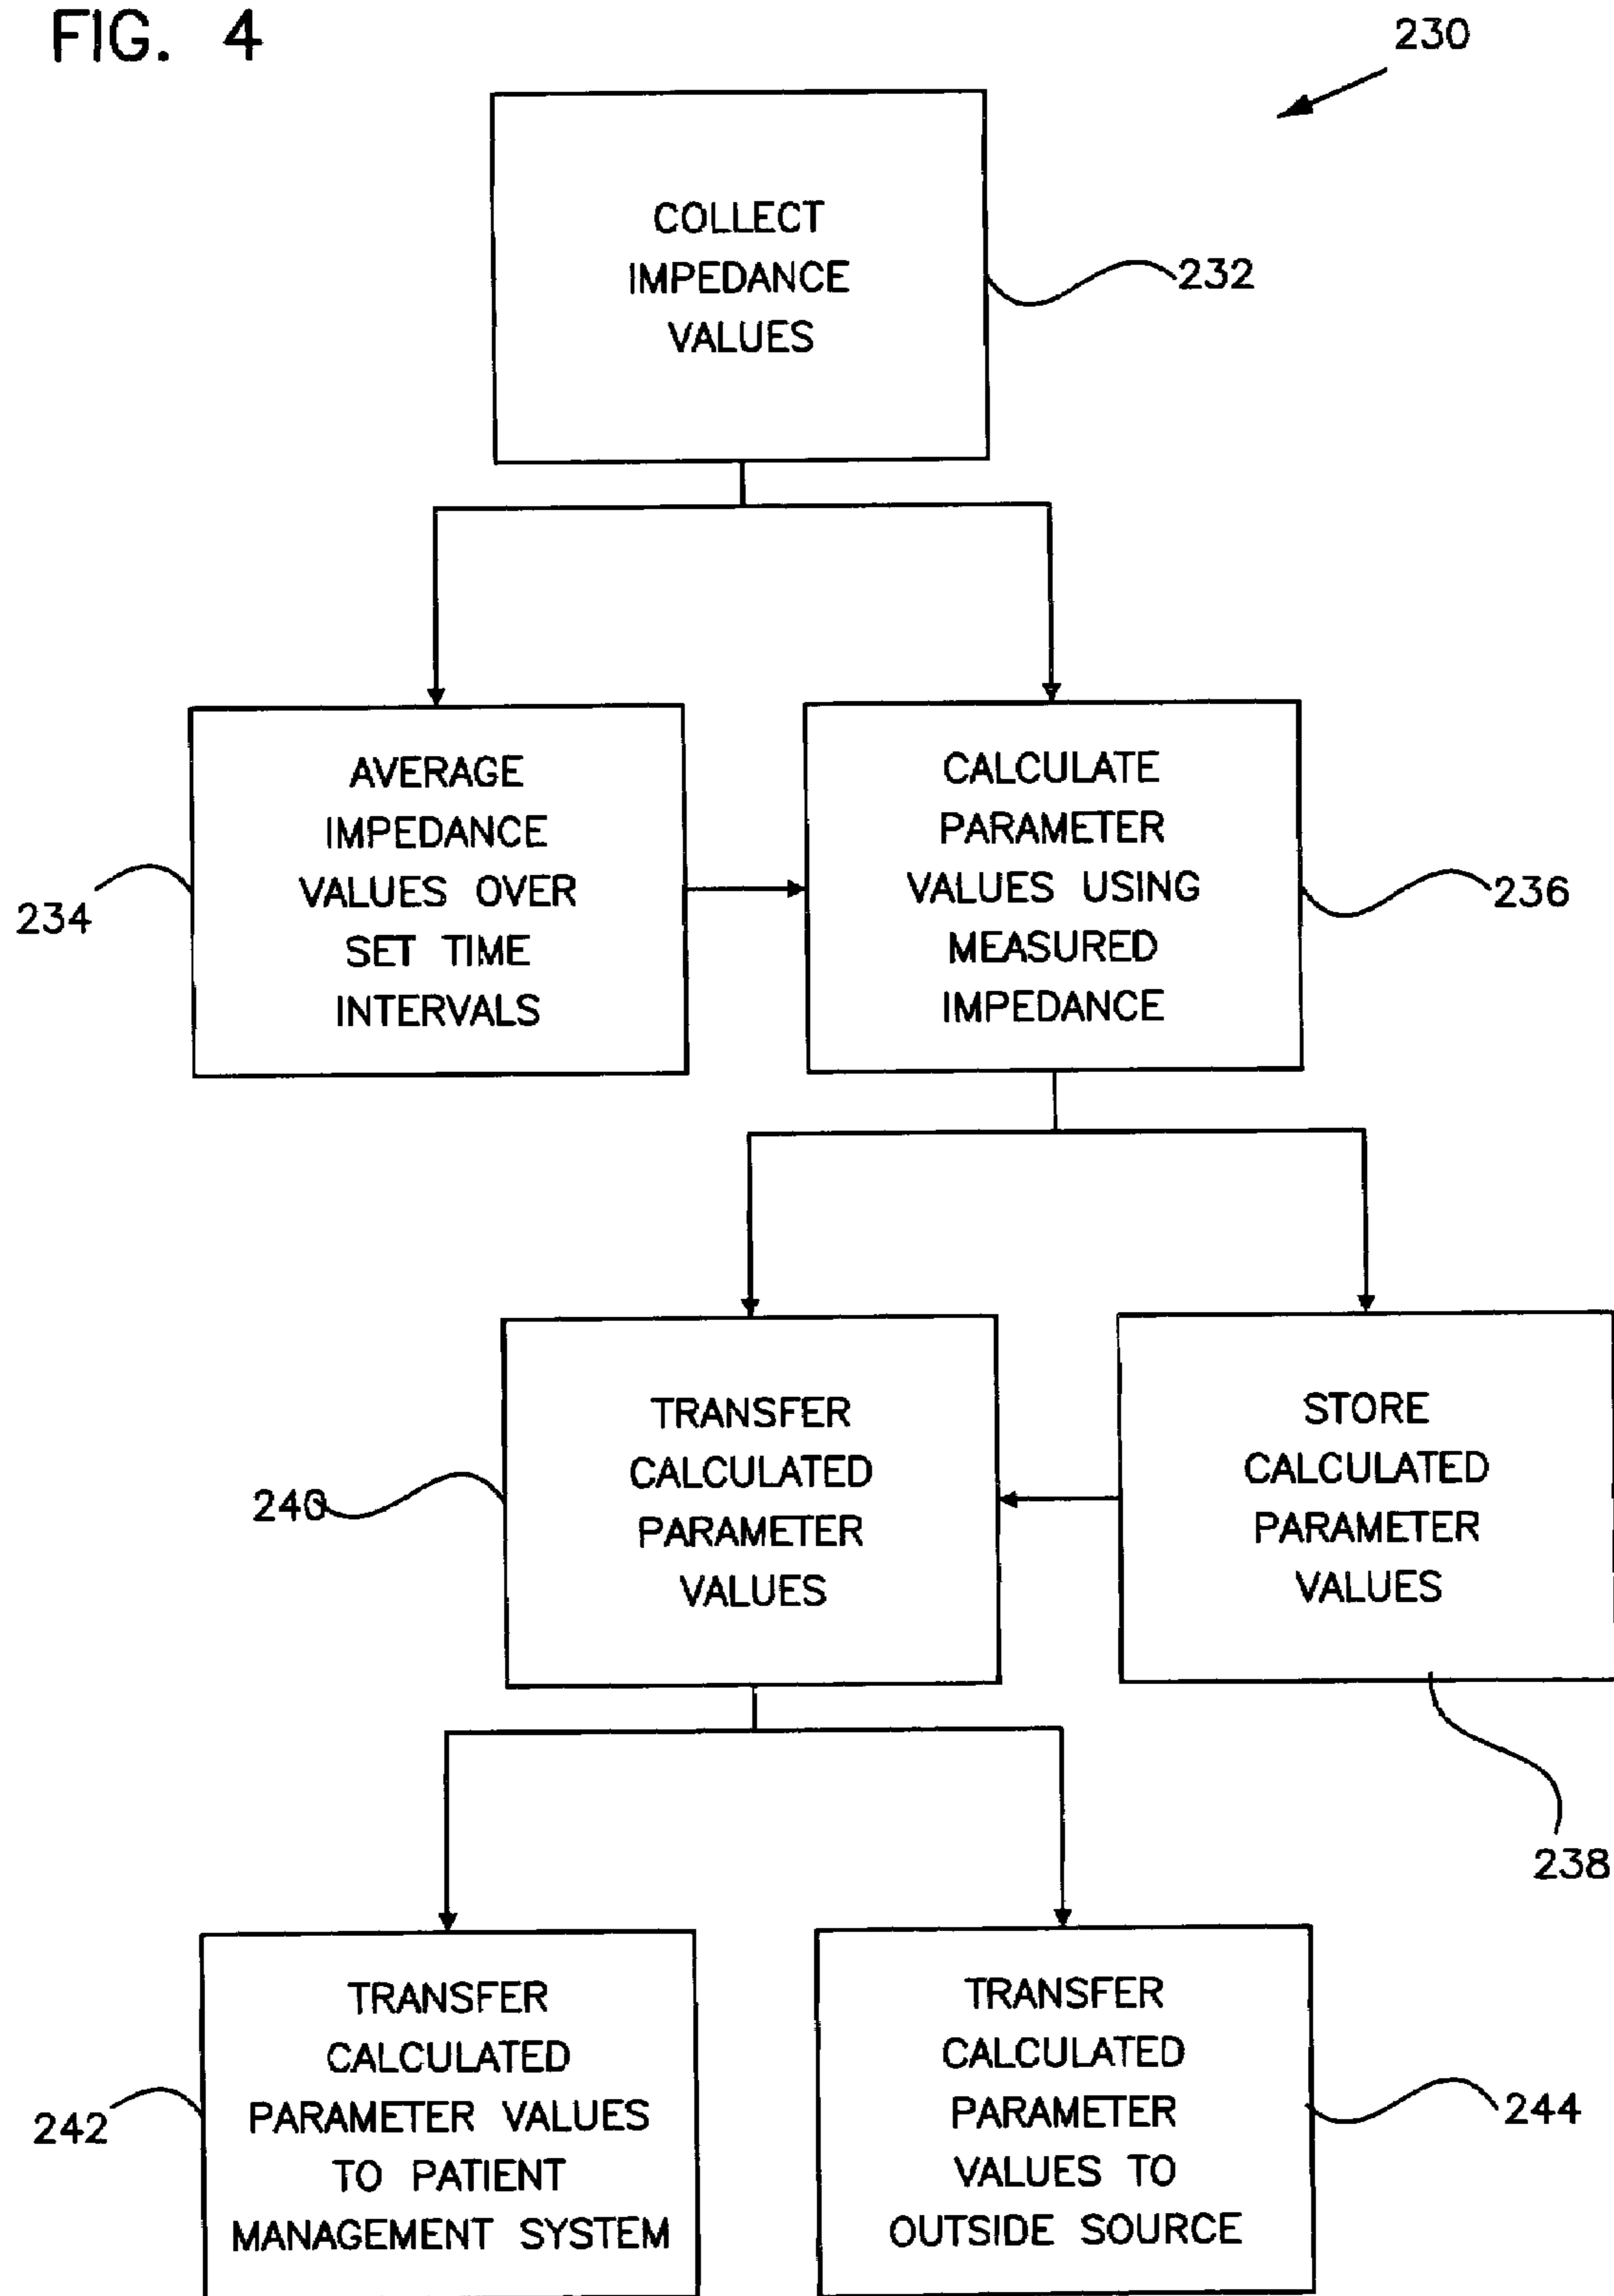 FIG. 4
230
COLLECT
IMPEDANCE
VALUES
232
AVERAGE
IMPEDANCE
VALUES OVER
SET TIME
INTERVALS
234
CALCULATE
PARAMETER
VALUES USING
MEASURED
IMPEDANCE
236
TRANSFER
CALCULATED
PARAMETER
VALUES
240
STORE
CALCULATED
PARAMETER
VALUES
238
TRANSFER
CALCULATED
PARAMETER VALUES
TO PATIENT
MANAGEMENT SYSTEM
242
TRANSFER
CALCULATED
PARAMETER
VALUES TO
OUTSIDE SOURCE
244